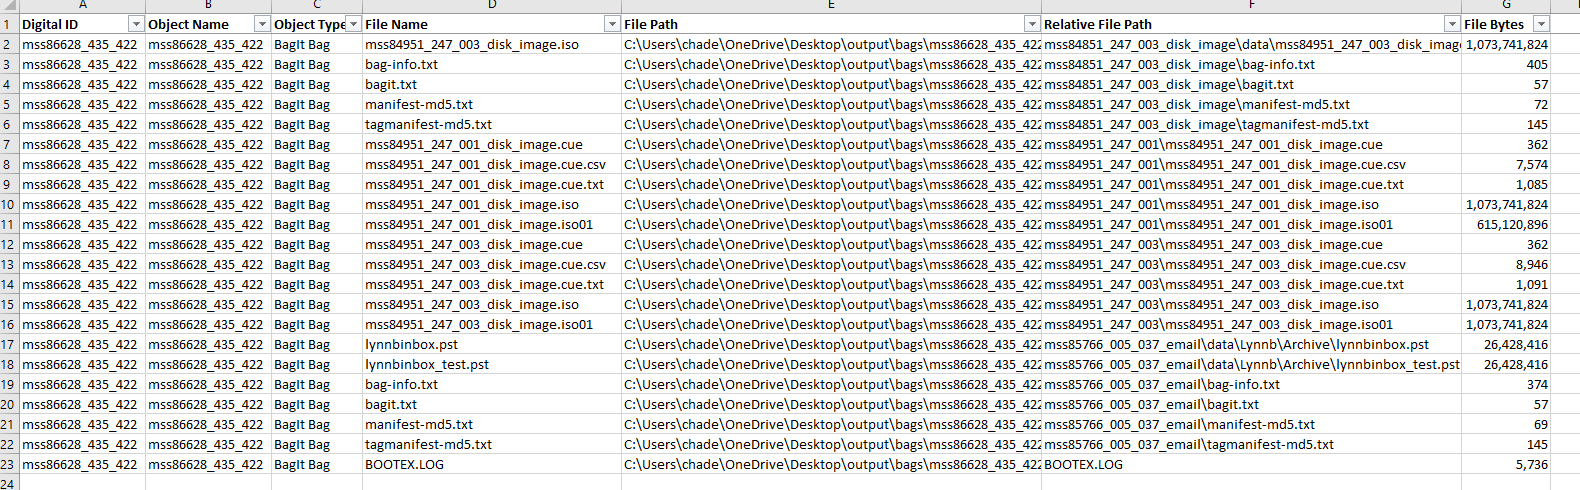 A B C D E F G
1 Digital ID Object Name Object Type File Name File Path Relative File Path File Bytes
2 mss86628_435_422 mss86628_435_422 BagIt Bag mss84951_247_003_disk_image.iso C:\Users\chade\OneDrive\Desktop\output\bags\mss86628_435_422 mss84851_247_003_disk_image\data\mss84951_247_003_disk_imag 1,073,741,824
3 mss86628_435_422 mss86628_435_422 BagIt Bag bag-info.txt C:\Users\chade\OneDrive\Desktop\output\bags\mss86628_435_422 mss84851_247_003_disk_image\bag-info.txt 405
4 mss86628_435_422 mss86628_435_422 BagIt Bag bagit.txt C:\Users\chade\OneDrive\Desktop\output\bags\mss86628_435_422 mss84851_247_003_disk_image\bagit.txt 57
5 mss86628_435_422 mss86628_435_422 BagIt Bag manifest-md5.txt C:\Users\chade\OneDrive\Desktop\output\bags\mss86628_435_422 mss84851_247_003_disk_image\manifest-md5.txt 72
6 mss86628_435_422 mss86628_435_422 BagIt Bag tagmanifest-md5.txt C:\Users\chade\OneDrive\Desktop\output\bags\mss86628_435_422 mss84851_247_003_disk_image\tagmanifest-md5.txt 145
7 mss86628_435_422 mss86628_435_422 BagIt Bag mss84951_247_001_disk_image.cue C:\Users\chade\OneDrive\Desktop\output\bags\mss86628_435_422 mss84951_247_001\mss84951_247_001_disk_image.cue 362
8 mss86628_435_422 mss86628_435_422 BagIt Bag mss84951_247_001_disk_image.cue.csv C:\Users\chade\OneDrive\Desktop\output\bags\mss86628_435_422 mss84951_247_001\mss84951_247_001_disk_image.cue.csv 7,574
9 mss86628_435_422 mss86628_435_422 BagIt Bag mss84951_247_001_disk_image.cue.txt C:\Users\chade\OneDrive\Desktop\output\bags\mss86628_435_422 mss84951_247_001\mss84951_247_001_disk_image.cue.txt 1,085
10 mss86628_435_422 mss86628_435_422 BagIt Bag mss84951_247_001_disk_image.iso C:\Users\chade\OneDrive\Desktop\output\bags\mss86628_435_422 mss84951_247_001\mss84951_247_001_disk_image.iso 1,073,741,824
11 mss86628_435_422 mss86628_435_422 BagIt Bag mss84951_247_001_disk_image.iso01 C:\Users\chade\OneDrive\Desktop\output\bags\mss86628_435_422 mss84951_247_001\mss84951_247_001_disk_image.iso01 615,120,896
12 mss86628_435_422 mss86628_435_422 BagIt Bag mss84951_247_003_disk_image.cue C:\Users\chade\OneDrive\Desktop\output\bags\mss86628_435_422 mss84951_247_003\mss84951_247_003_disk_image.cue 362
13 mss86628_435_422 mss86628_435_422 BagIt Bag mss84951_247_003_disk_image.cue.csv C:\Users\chade\OneDrive\Desktop\output\bags\mss86628_435_422 mss84951_247_003\mss84951_247_003_disk_image.cue.csv 8,946
14 mss86628_435_422 mss86628_435_422 BagIt Bag mss84951_247_003_disk_image.cue.txt C:\Users\chade\OneDrive\Desktop\output\bags\mss86628_435_422 mss84951_247_003\mss84951_247_003_disk_image.cue.txt 1,091
15 mss86628_435_422 mss86628_435_422 BagIt Bag mss84951_247_003_disk_image.iso C:\Users\chade\OneDrive\Desktop\output\bags\mss86628_435_422 mss84951_247_003\mss84951_247_003_disk_image.iso 1,073,741,824
16 mss86628_435_422 mss86628_435_422 BagIt Bag mss84951_247_003_disk_image.iso01 C:\Users\chade\OneDrive\Desktop\output\bags\mss86628_435_422 mss84951_247_003\mss84951_247_003_disk_image.iso01 1,073,741,824
17 mss86628_435_422 mss86628_435_422 BagIt Bag lynnbinbox.pst C:\Users\chade\OneDrive\Desktop\output\bags\mss86628_435_422 mss85766_005_037_email\data\Lynnb\Archive\lynnbinbox.pst 26,428,416
18 mss86628_435_422 mss86628_435_422 BagIt Bag lynnbinbox_test.pst C:\Users\chade\OneDrive\Desktop\output\bags\mss86628_435_422 mss85766_005_037_email\data\Lynnb\Archive\lynnbinbox_test.pst 26,428,416
19 mss86628_435_422 mss86628_435_422 BagIt Bag bag-info.txt C:\Users\chade\OneDrive\Desktop\output\bags\mss86628_435_422 mss85766_005_037_email\bag-info.txt 374
20 mss86628_435_422 mss86628_435_422 BagIt Bag bagit.txt C:\Users\chade\OneDrive\Desktop\output\bags\mss86628_435_422 mss85766_005_037_email\bagit.txt 57
21 mss86628_435_422 mss86628_435_422 BagIt Bag manifest-md5.txt C:\Users\chade\OneDrive\Desktop\output\bags\mss86628_435_422 mss85766_005_037_email\manifest-md5.txt 69
22 mss86628_435_422 mss86628_435_422 BagIt Bag tagmanifest-md5.txt C:\Users\chade\OneDrive\Desktop\output\bags\mss86628_435_422 mss85766_005_037_email\tagmanifest-md5.txt 145
23 mss86628_435_422 mss86628_435_422 BagIt Bag BOOTEX.LOG C:\Users\chade\OneDrive\Desktop\output\bags\mss86628_435_422 BOOTEX.LOG 5,736
24